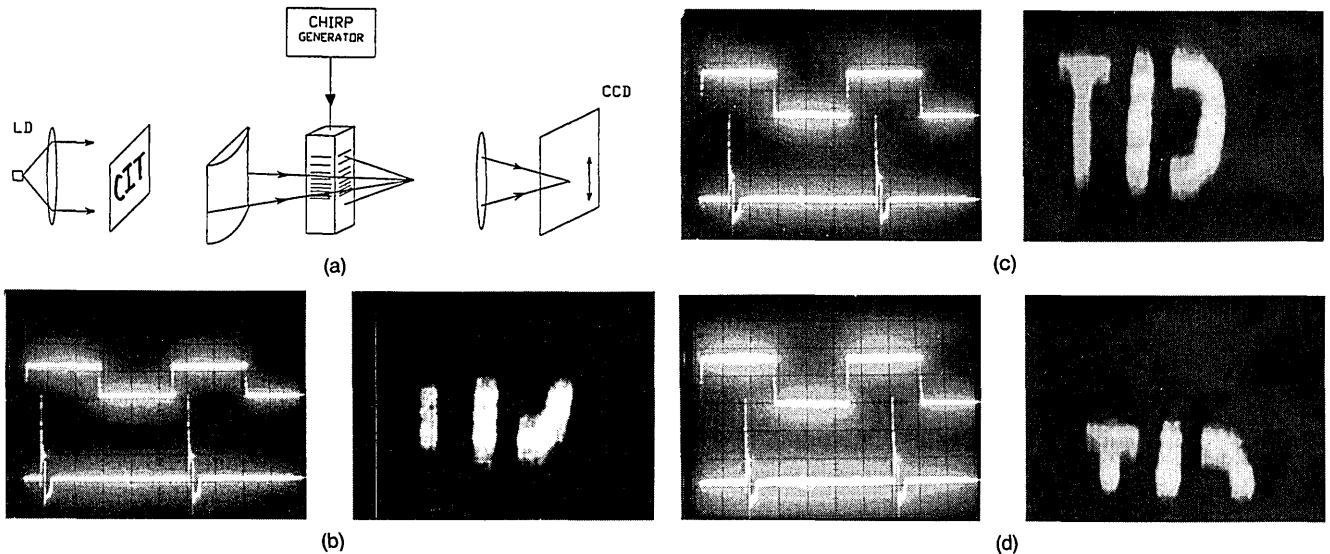 CHIRP
GENERATOR
LD
CIT
CCD
(a)
(c)
(b)
(d)